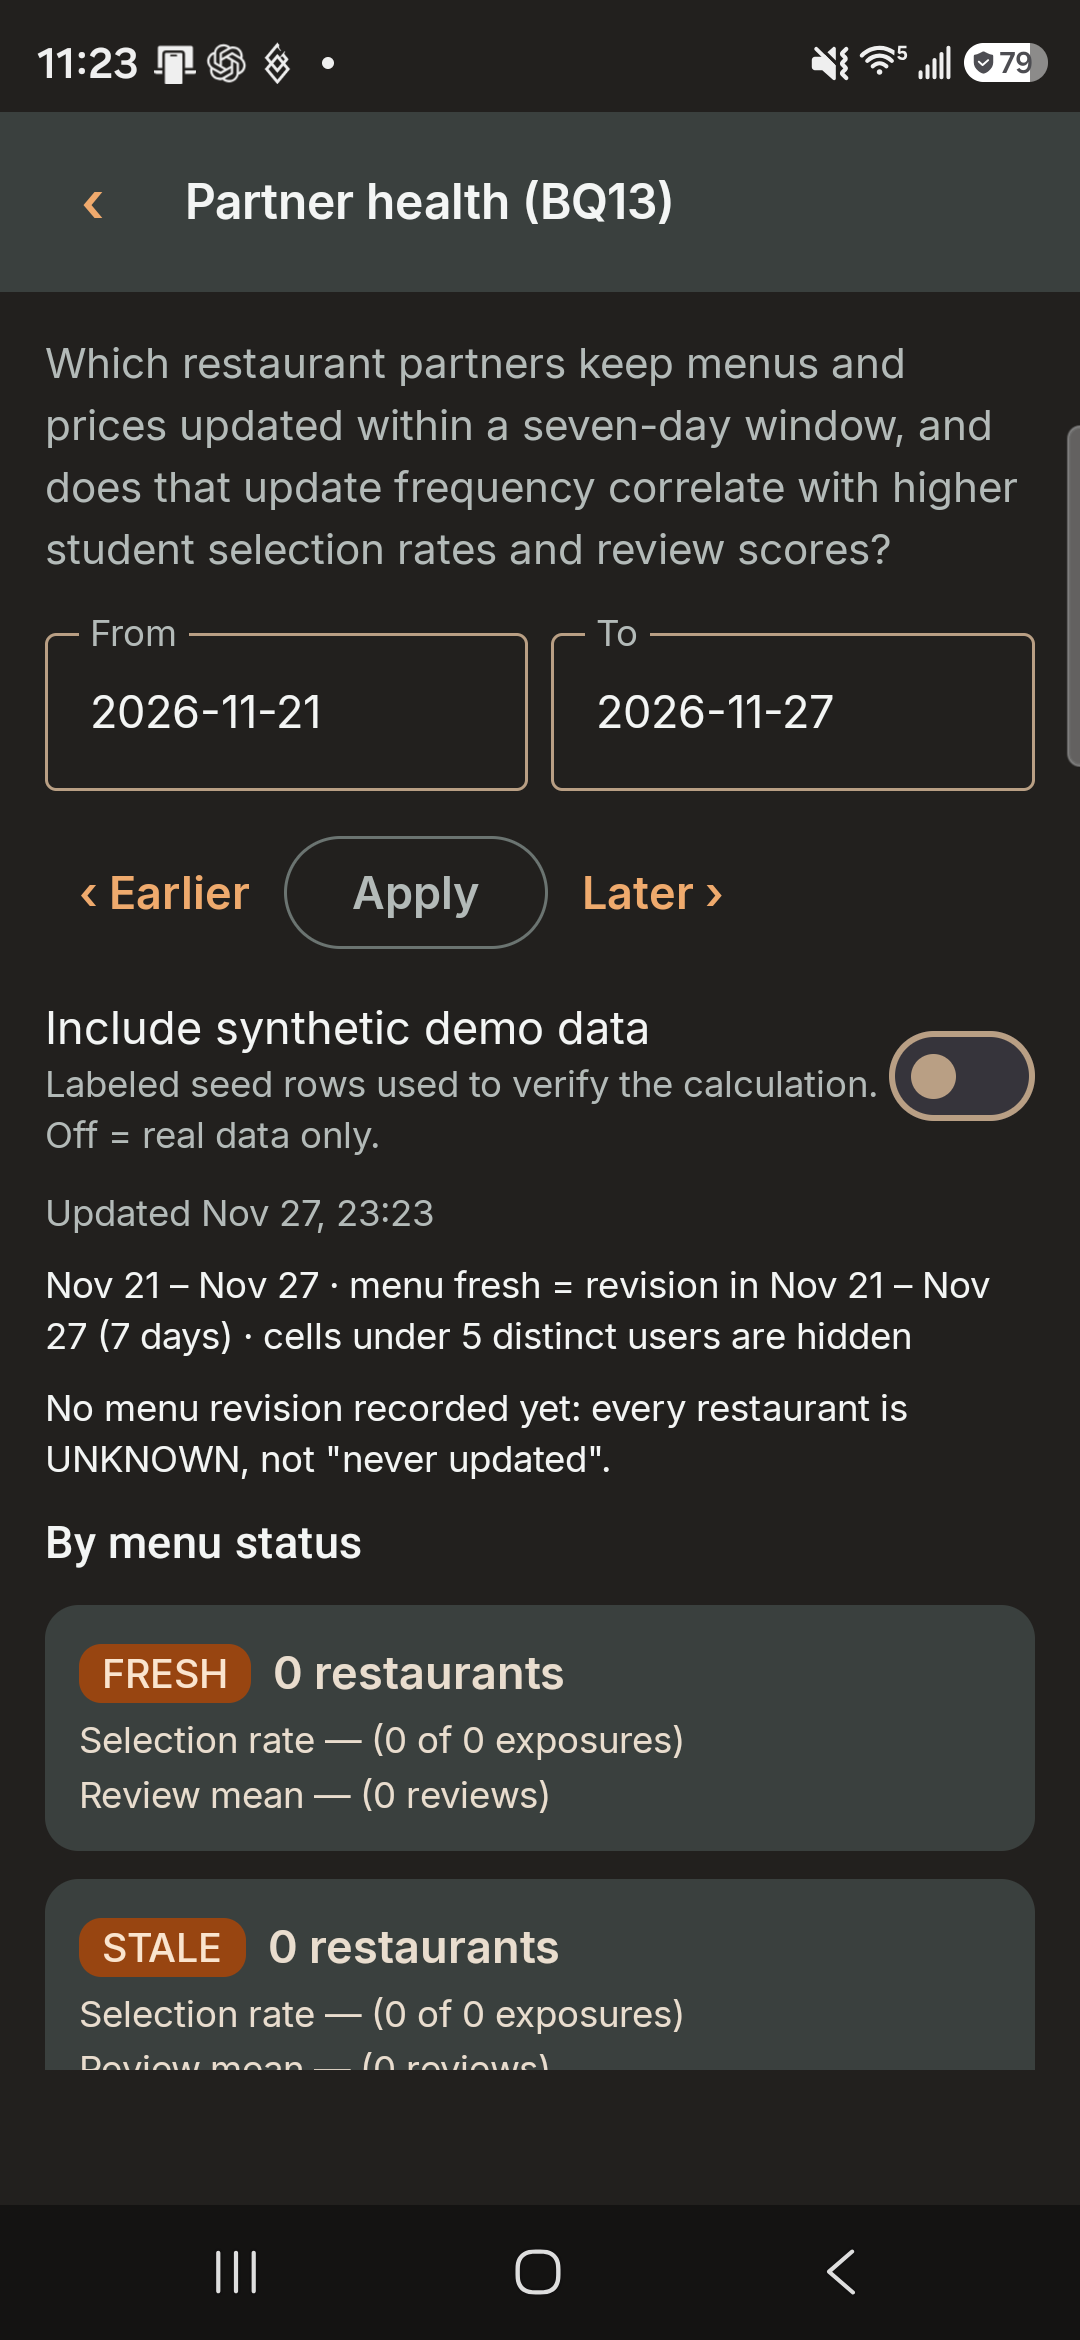 11:23
5
79
‹ Partner health (BQ13)
Which restaurant partners keep menus and
prices updated within a seven-day window, and
does that update frequency correlate with higher
student selection rates and review scores?
From
2026-11-21
To
2026-11-27
‹ Earlier
Apply
Later ›
Include synthetic demo data
Labeled seed rows used to verify the calculation.
Off = real data only.
Updated Nov 27, 23:23
Nov 21 – Nov 27 · menu fresh = revision in Nov 21 – Nov
27 (7 days) · cells under 5 distinct users are hidden
No menu revision recorded yet: every restaurant is
UNKNOWN, not "never updated".
By menu status
FRESH 0 restaurants
Selection rate — (0 of 0 exposures)
Review mean — (0 reviews)
STALE 0 restaurants
Selection rate — (0 of 0 exposures)
Review mean — (0 reviews)